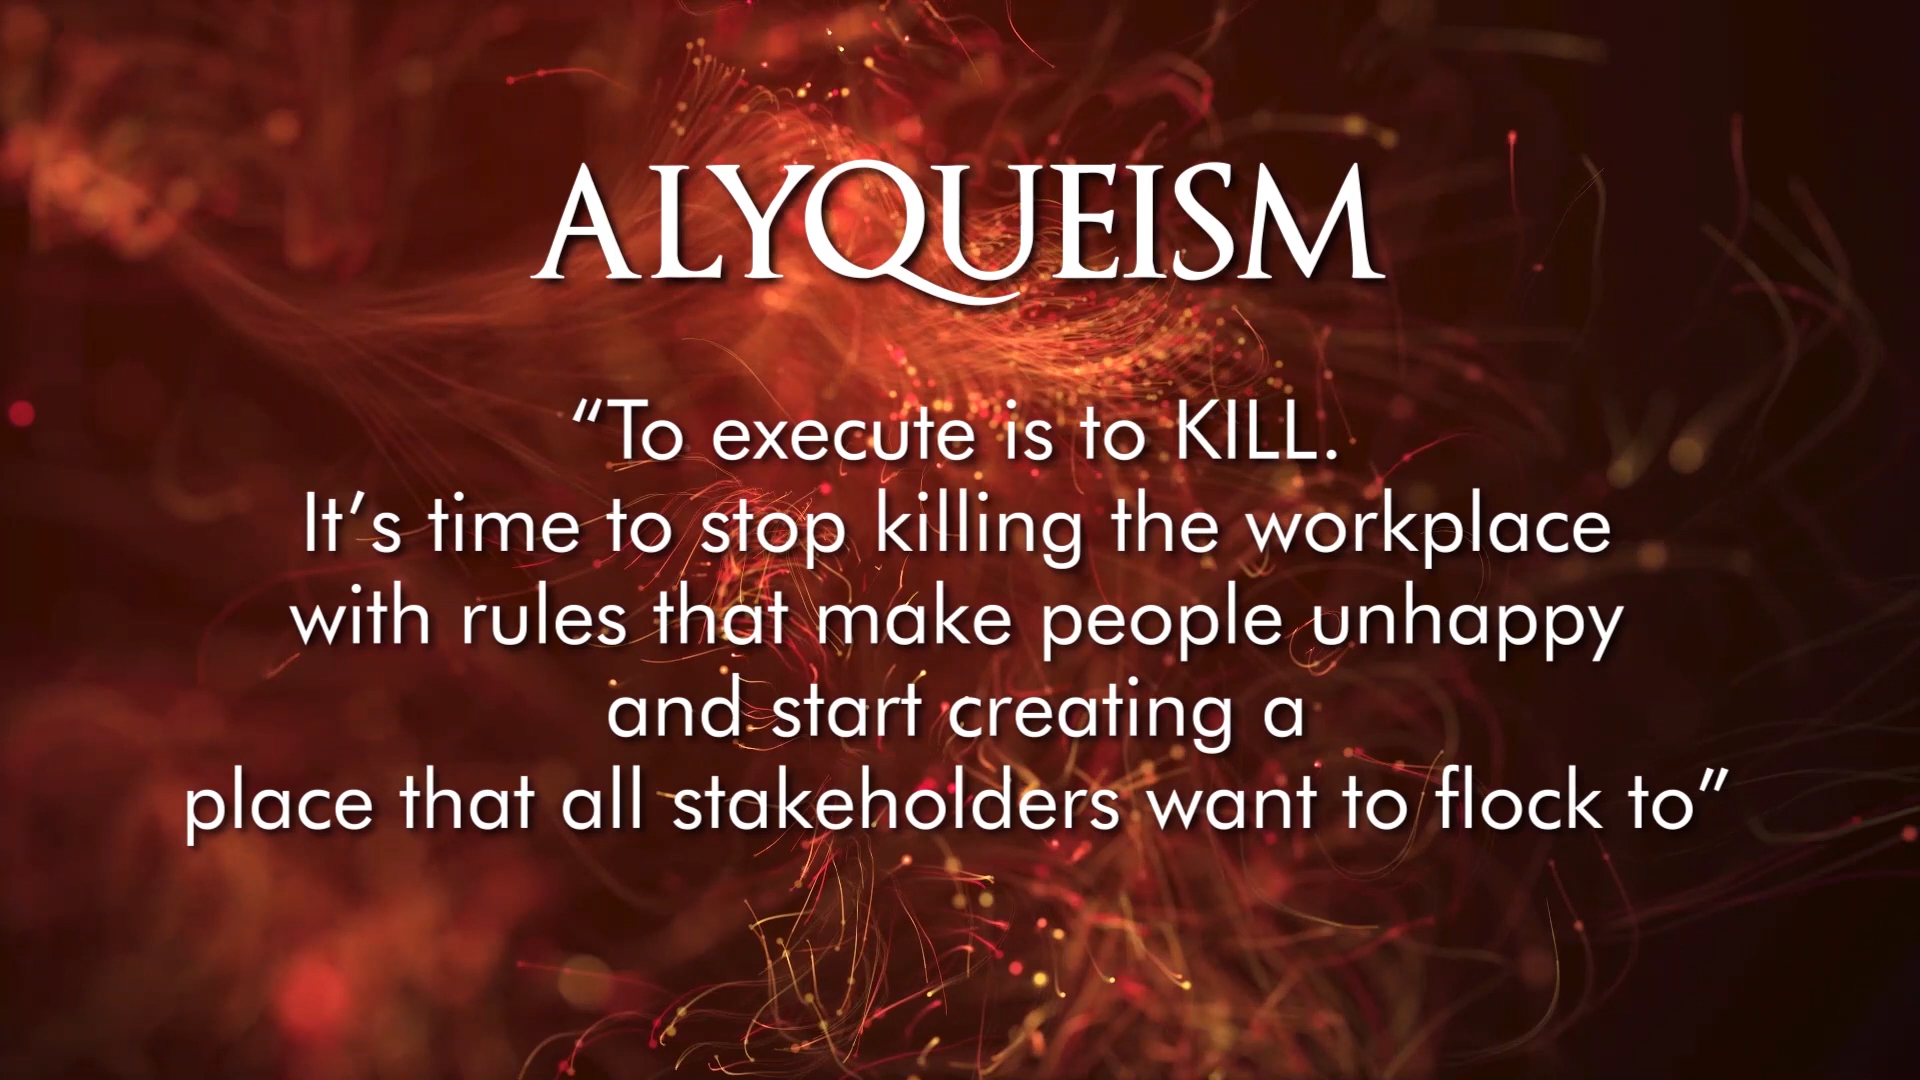 ALYQUEISM
“To execute is to KILL.
It’s time to stop killing the workplace
with rules that make people unhappy
and start creating a
place that all stakeholders want to flock to”